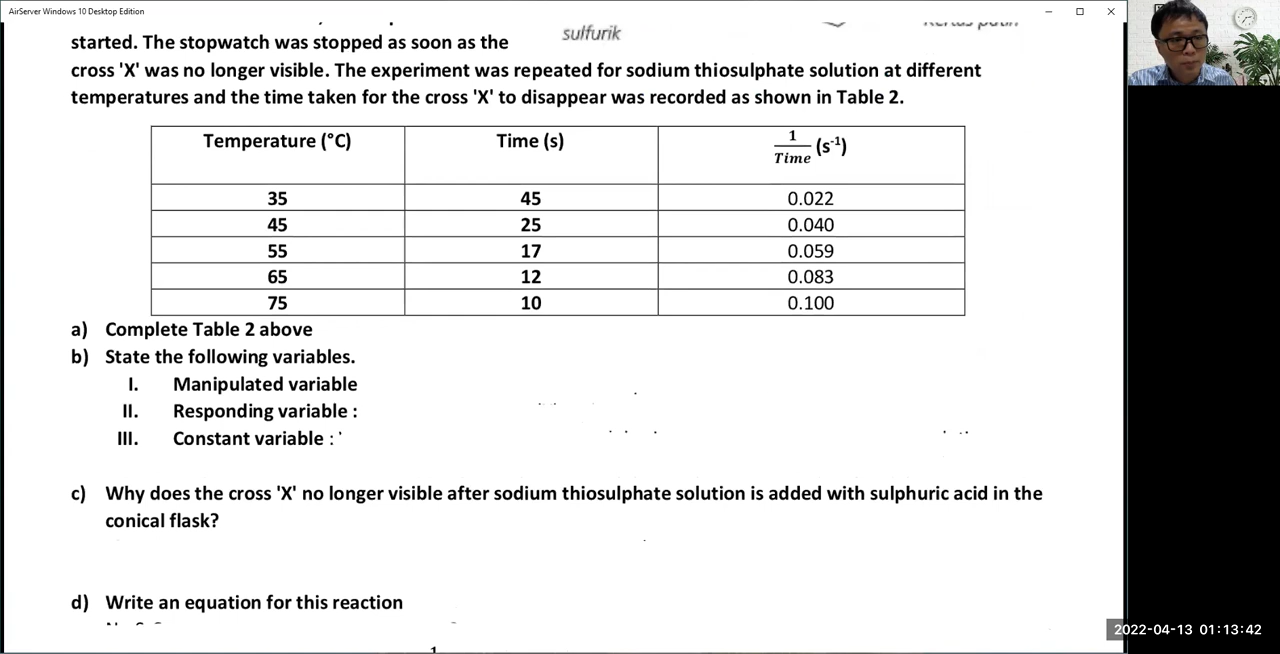 AirServer Windows 10 Desktop Edition
sulfurik
started. The stopwatch was stopped as soon as the
cross 'X' was no longer visible. The experiment was repeated for sodium thiosulphate solution at different
temperatures and the time taken for the cross 'X' to disappear was recorded as shown in Table 2.
Temperature (°C) Time (s) 1/Time (s⁻¹)
35 45 0.022
45 25 0.040
55 17 0.059
65 12 0.083
75 10 0.100
a) Complete Table 2 above
b) State the following variables.
I. Manipulated variable
II. Responding variable :
III. Constant variable :
c) Why does the cross 'X' no longer visible after sodium thiosulphate solution is added with sulphuric acid in the
conical flask?
d) Write an equation for this reaction
1
2022-04-13 01:13:42